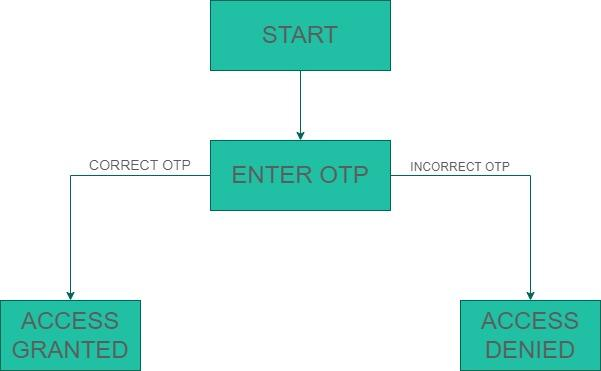 START
CORRECT OTP
ENTER OTP
INCORRECT OTP
ACCESS
GRANTED
ACCESS
DENIED